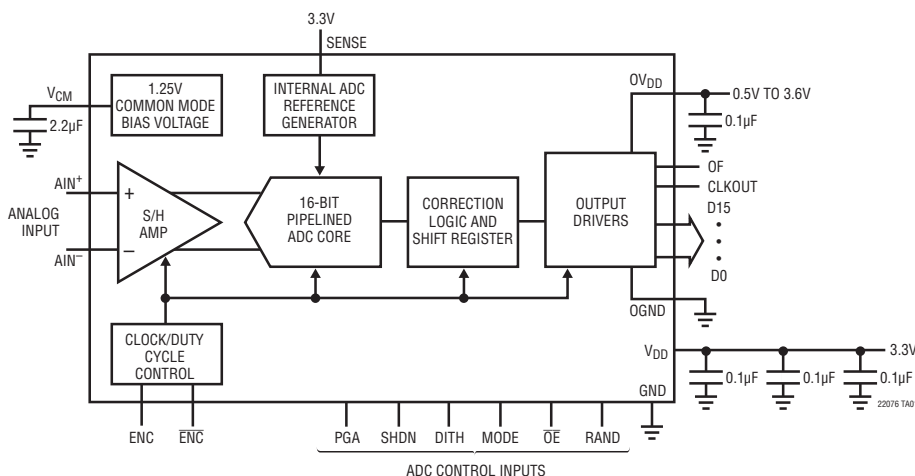 3.3V
SENSE
OVDD
0.5V TO 3.6V
VCM
1.25V
COMMON MODE
BIAS VOLTAGE
INTERNAL ADC
REFERENCE
GENERATOR
2.2µF
0.1µF
OF
CLKOUT
AIN+
+
ANALOG
INPUT
S/H
AMP
16-BIT
PIPELINED
ADC CORE
CORRECTION
LOGIC AND
SHIFT REGISTER
OUTPUT
DRIVERS
D15
•
•
•
D0
AIN–
–
OGND
CLOCK/DUTY
CYCLE
CONTROL
VDD
3.3V
0.1µF
0.1µF
0.1µF
GND
22076 TA01
ENC
E̅N̅C̅
PGA
SHDN
DITH
MODE
O̅E̅
RAND
ADC CONTROL INPUTS